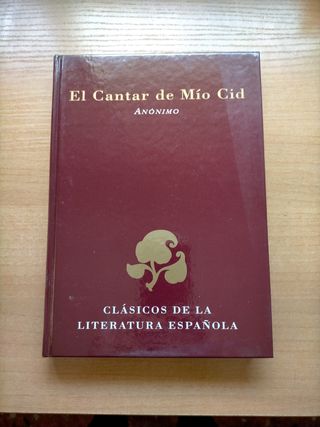 El Cantar de Mío Cid
Anónimo
CLÁSICOS DE LA
LITERATURA ESPAÑOLA